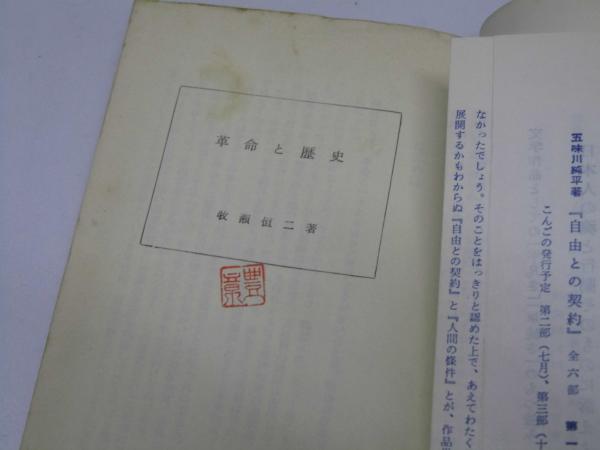 革命と歴史
牧瀬恒二著
五味川純平著『自由との契約』全六部 第一
こんごの発行予定 第二部(七月)、第三部(十
なかったでしょう。そのことをはっきりと認めた上で、あえてわたく
展開するかもわからぬ『自由との契約』と『人間の條件』とが、作品